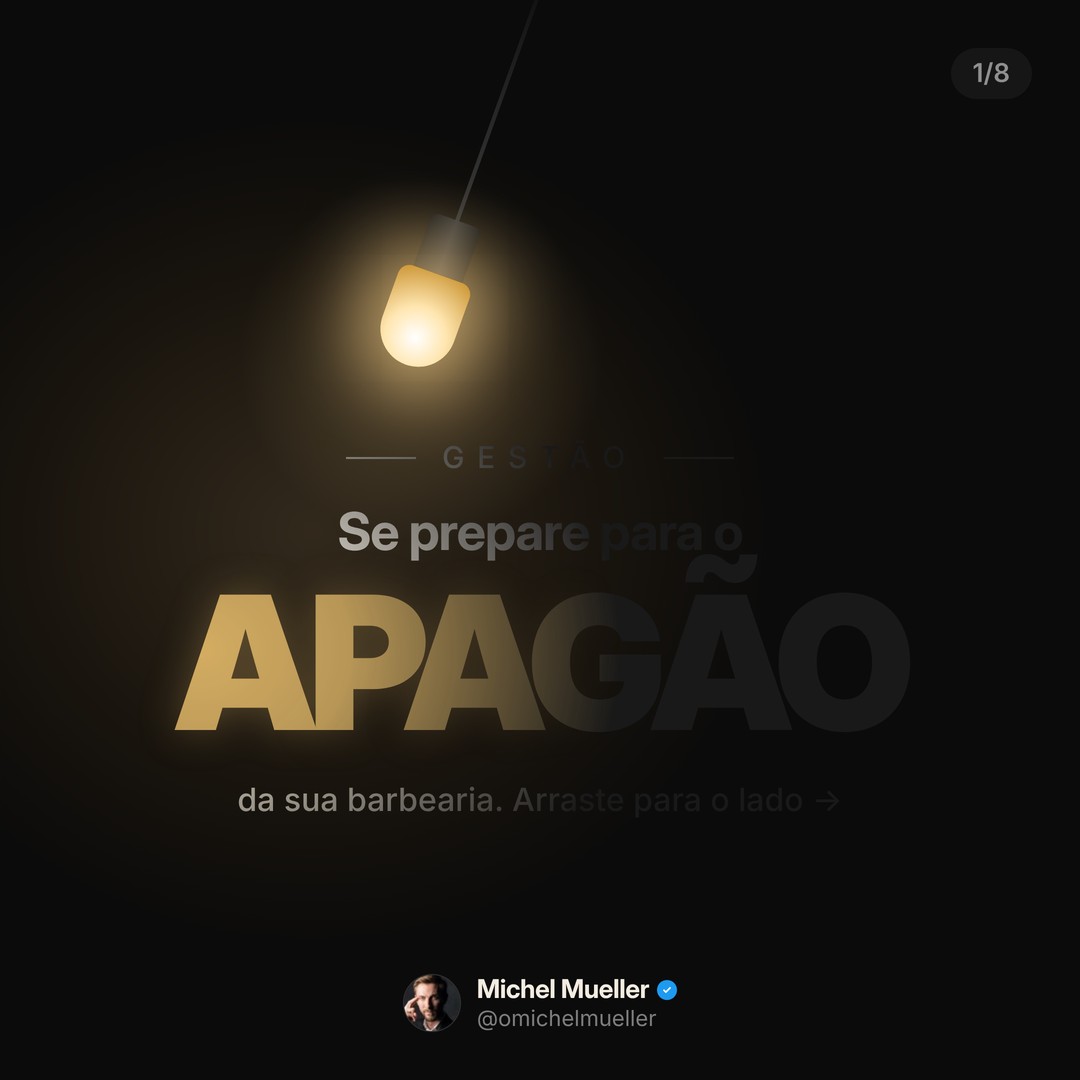 1/8
GESTÃO
Se prepare para o
APAGÃO
da sua barbearia. Arraste para o lado →
Michel Mueller
@omichelmueller